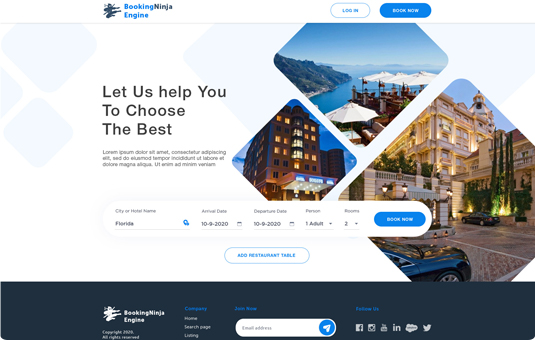 BookingNinja
Engine
LOG IN
BOOK NOW
Let Us help You
To Choose
The Best
Lorem ipsum dolor sit amet, consectetur adipiscing
elit, sed do eiusmod tempor incididunt ut labore et
dolore magna aliqua. Ut enim ad minim veniam
City or Hotel Name
Arrival Date
Departure Date
Person
Rooms
Florida
10-9-2020
10-9-2020
1 Adult
2
BOOK NOW
ADD RESTAURANT TABLE
BookingNinja
Engine
Copyright 2020,
All rights reserved
Company
Home
Search page
Listing
Join Now
Email address
Follow Us